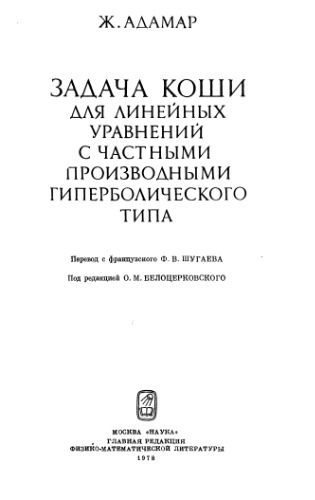 Ж. АДАМАР
ЗАДАЧА КОШИ
ДЛЯ ЛИНЕЙНЫХ
УРАВНЕНИЙ
С ЧАСТНЫМИ
ПРОИЗВОДНЫМИ
ГИПЕРБОЛИЧЕСКОГО
ТИПА
Перевод с французского Ф. В. ШУГАЕВА
Под редакцией О. М. БЕЛОЦЕРКОВСКОГО
МОСКВА «НАУКА»
ГЛАВНАЯ РЕДАКЦИЯ
ФИЗИКО-МАТЕМАТИЧЕСКОЙ ЛИТЕРАТУРЫ
1978